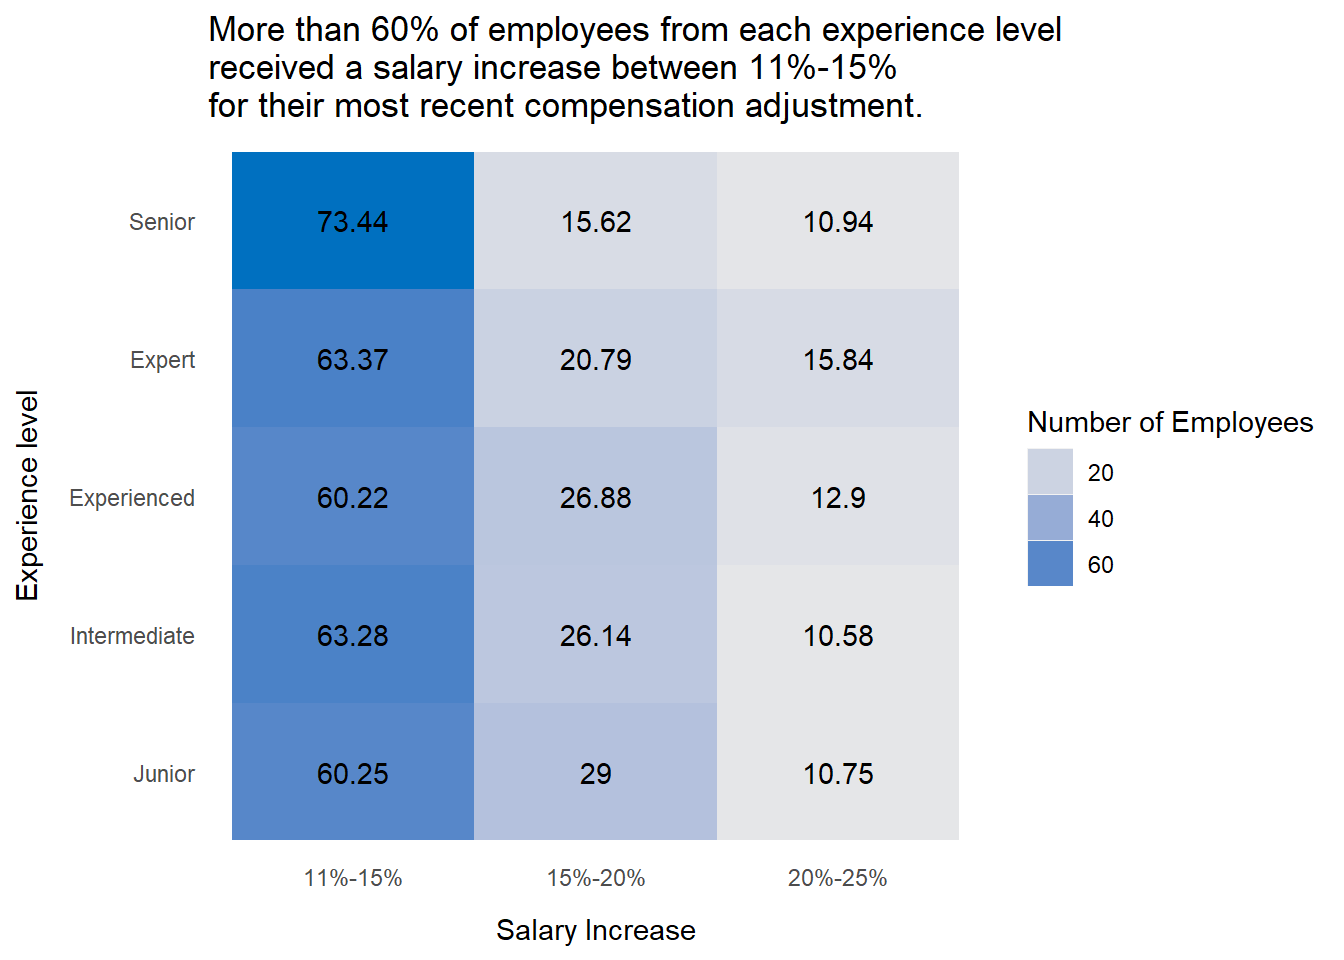 More than 60% of employees from each experience level
received a salary increase between 11%-15%
for their most recent compensation adjustment.
Experience level
Senior 73.44 15.62 10.94
Expert 63.37 20.79 15.84
Experienced 60.22 26.88 12.9
Intermediate 63.28 26.14 10.58
Junior 60.25 29 10.75
11%-15% 15%-20% 20%-25%
Salary Increase
Number of Employees
20
40
60